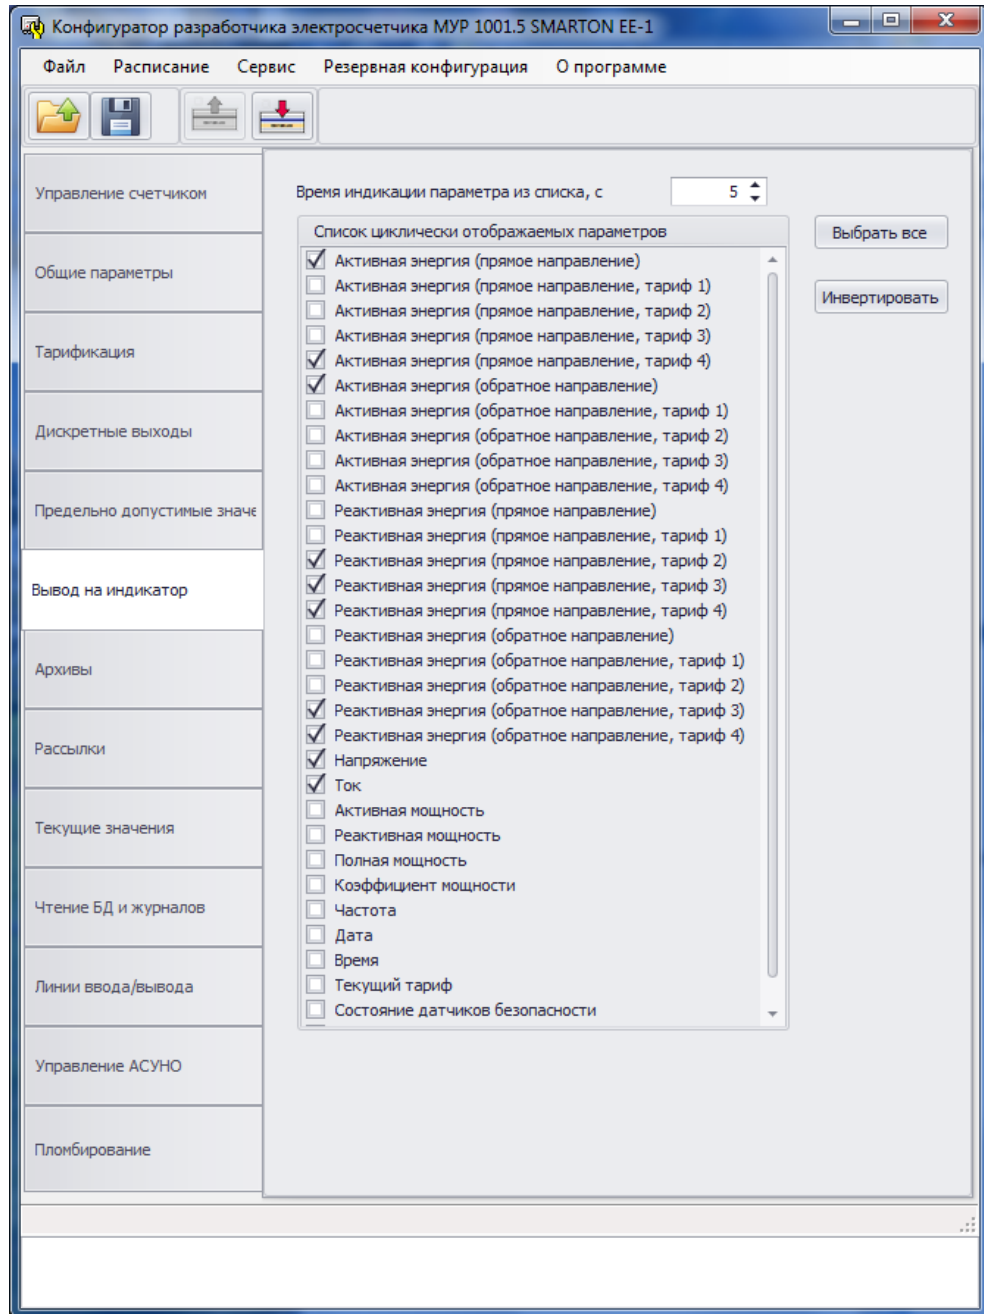 Конфигуратор разработчика электросчетчика МУР 1001.5 SMARTON EE-1
Файл Расписание Сервис Резервная конфигурация О программе
Управление счетчиком
Общие параметры
Тарификация
Дискретные выходы
Предельно допустимые значе
Вывод на индикатор
Архивы
Рассылки
Текущие значения
Чтение БД и журналов
Линии ввода/вывода
Управление АСУНО
Пломбирование
Время индикации параметра из списка, с 5
Список циклически отображаемых параметров
Активная энергия (прямое направление)
Активная энергия (прямое направление, тариф 1)
Активная энергия (прямое направление, тариф 2)
Активная энергия (прямое направление, тариф 3)
Активная энергия (прямое направление, тариф 4)
Активная энергия (обратное направление)
Активная энергия (обратное направление, тариф 1)
Активная энергия (обратное направление, тариф 2)
Активная энергия (обратное направление, тариф 3)
Активная энергия (обратное направление, тариф 4)
Реактивная энергия (прямое направление)
Реактивная энергия (прямое направление, тариф 1)
Реактивная энергия (прямое направление, тариф 2)
Реактивная энергия (прямое направление, тариф 3)
Реактивная энергия (прямое направление, тариф 4)
Реактивная энергия (обратное направление)
Реактивная энергия (обратное направление, тариф 1)
Реактивная энергия (обратное направление, тариф 2)
Реактивная энергия (обратное направление, тариф 3)
Реактивная энергия (обратное направление, тариф 4)
Напряжение
Ток
Активная мощность
Реактивная мощность
Полная мощность
Коэффициент мощности
Частота
Дата
Время
Текущий тариф
Состояние датчиков безопасности
Выбрать все
Инвертировать